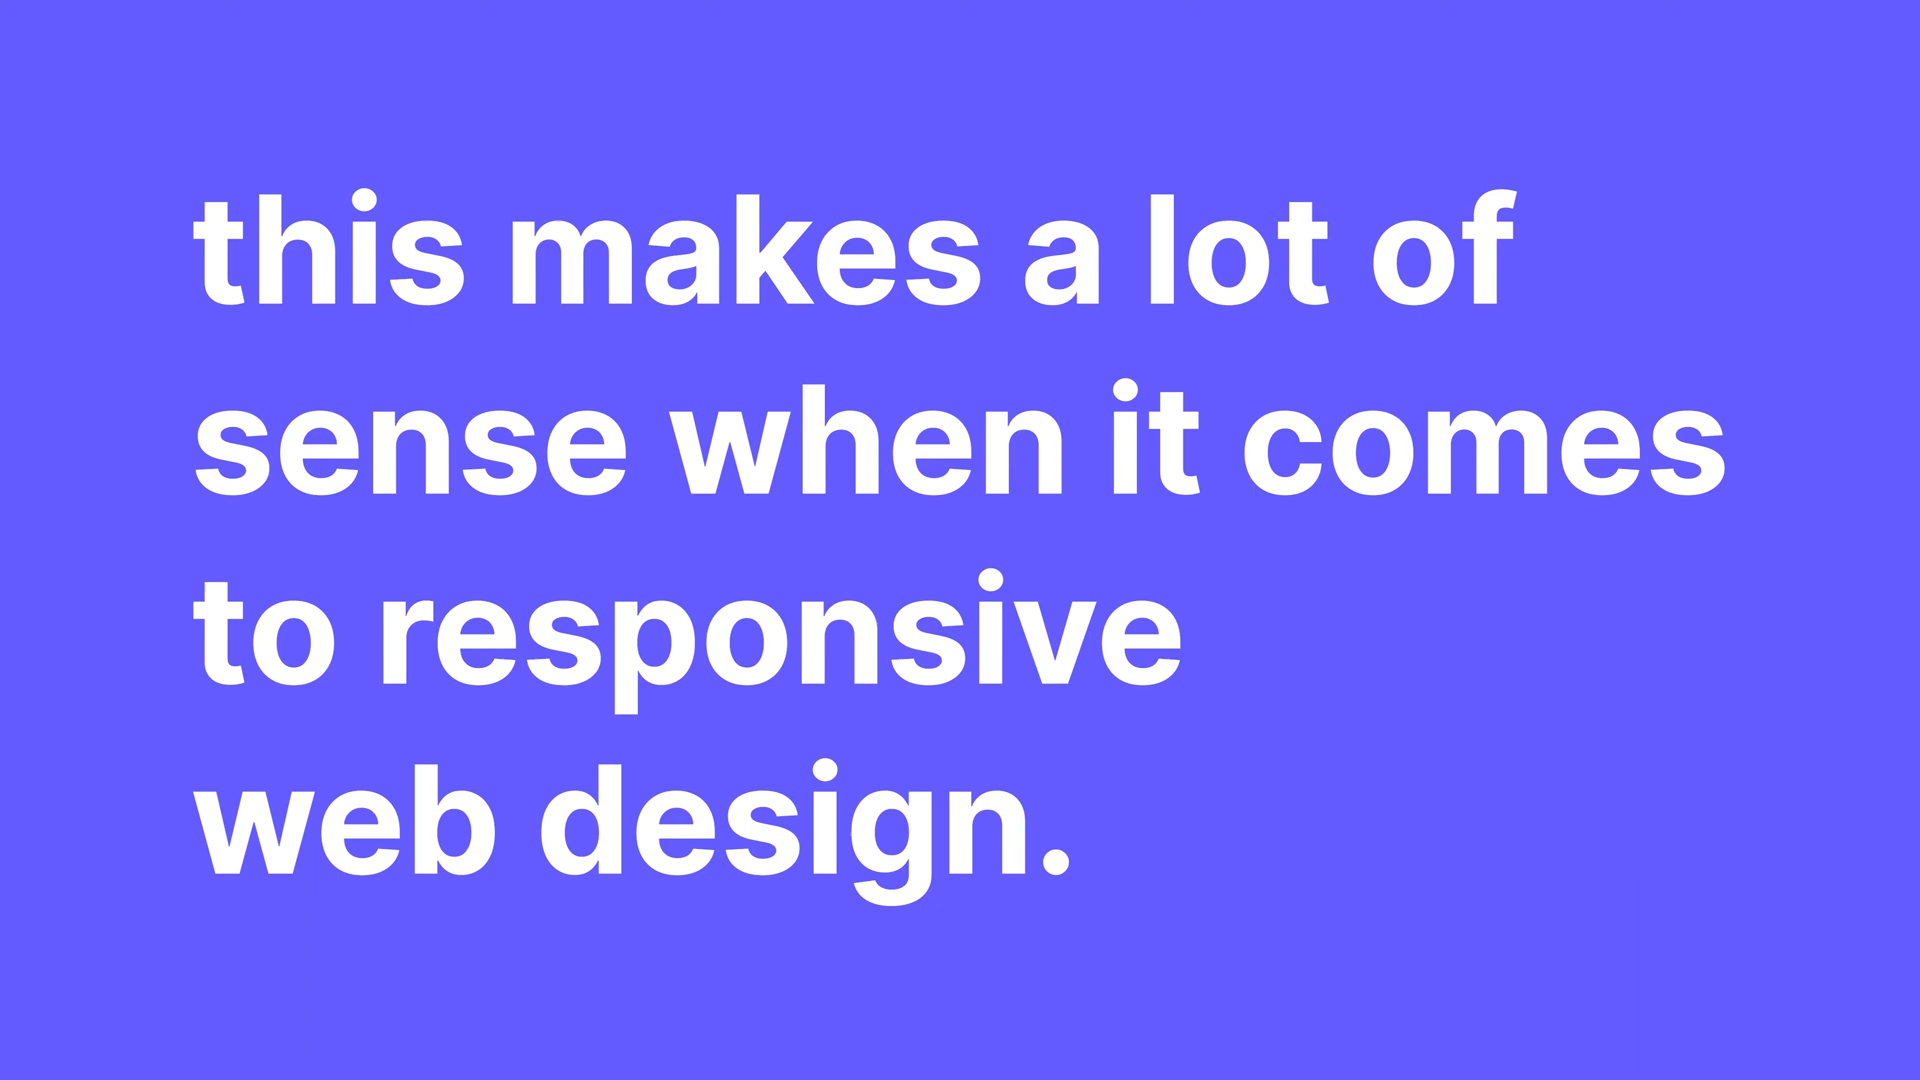 this makes a lot of
sense when it comes
to responsive
web design.